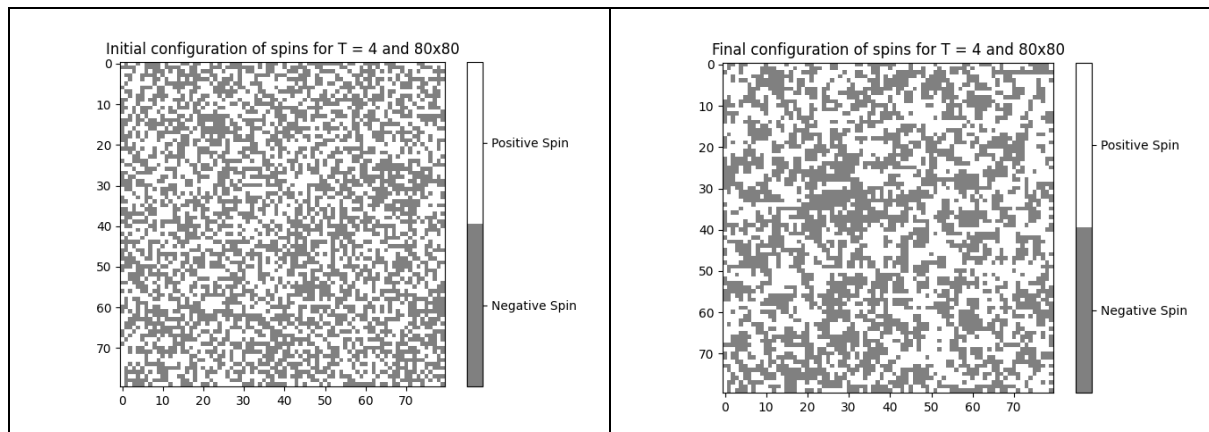 Initial configuration of spins for T = 4 and 80x80
0
10
20
30
40
50
60
70
0 10 20 30 40 50 60 70
Positive Spin
Negative Spin
Final configuration of spins for T = 4 and 80x80
0
10
20
30
40
50
60
70
0 10 20 30 40 50 60 70
Positive Spin
Negative Spin